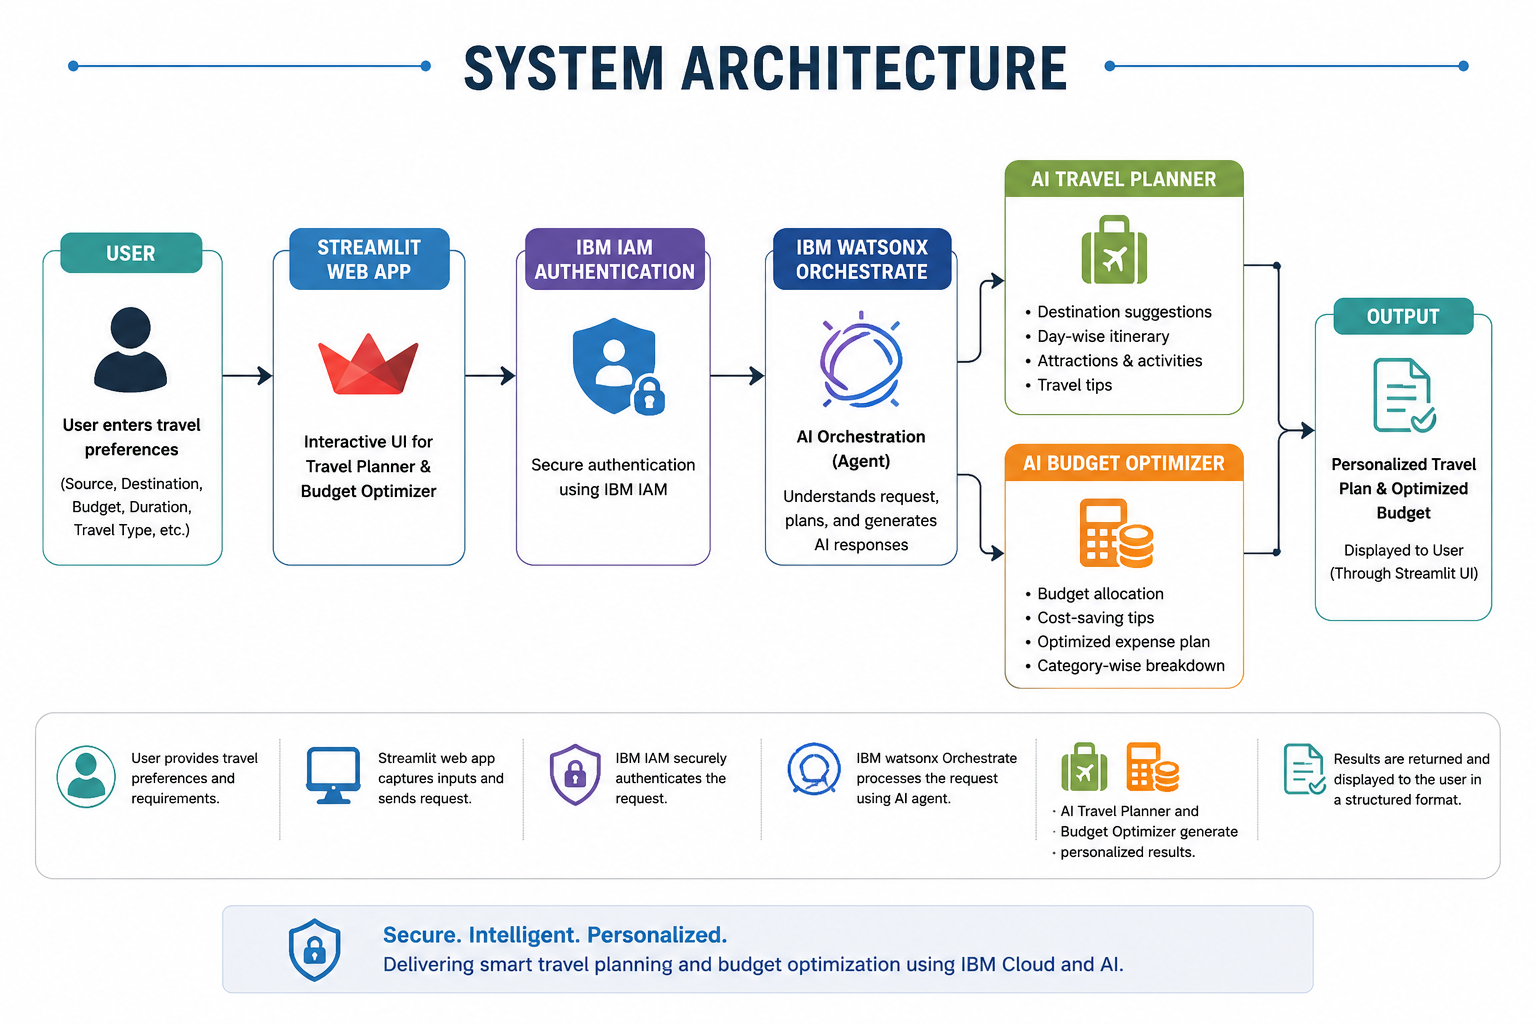 SYSTEM ARCHITECTURE
USER
User enters travel
preferences
(Source, Destination,
Budget, Duration,
Travel Type, etc.)
STREAMLIT
WEB APP
Interactive UI for
Travel Planner &
Budget Optimizer
IBM IAM
AUTHENTICATION
Secure authentication
using IBM IAM
IBM WATSONX
ORCHESTRATE
AI Orchestration
(Agent)
Understands request,
plans, and generates
AI responses
AI TRAVEL PLANNER
• Destination suggestions
• Day-wise itinerary
• Attractions & activities
• Travel tips
AI BUDGET OPTIMIZER
• Budget allocation
• Cost-saving tips
• Optimized expense plan
• Category-wise breakdown
OUTPUT
Personalized Travel
Plan & Optimized
Budget
Displayed to User
(Through Streamlit UI)
User provides travel
preferences and
requirements.
Streamlit web app
captures inputs and
sends request.
IBM IAM securely
authenticates the
request.
IBM watsonx Orchestrate
processes the request
using AI agent.
· AI Travel Planner and
· Budget Optimizer generate
· personalized results.
Results are returned and
displayed to the user in
a structured format.
Secure. Intelligent. Personalized.
Delivering smart travel planning and budget optimization using IBM Cloud and AI.